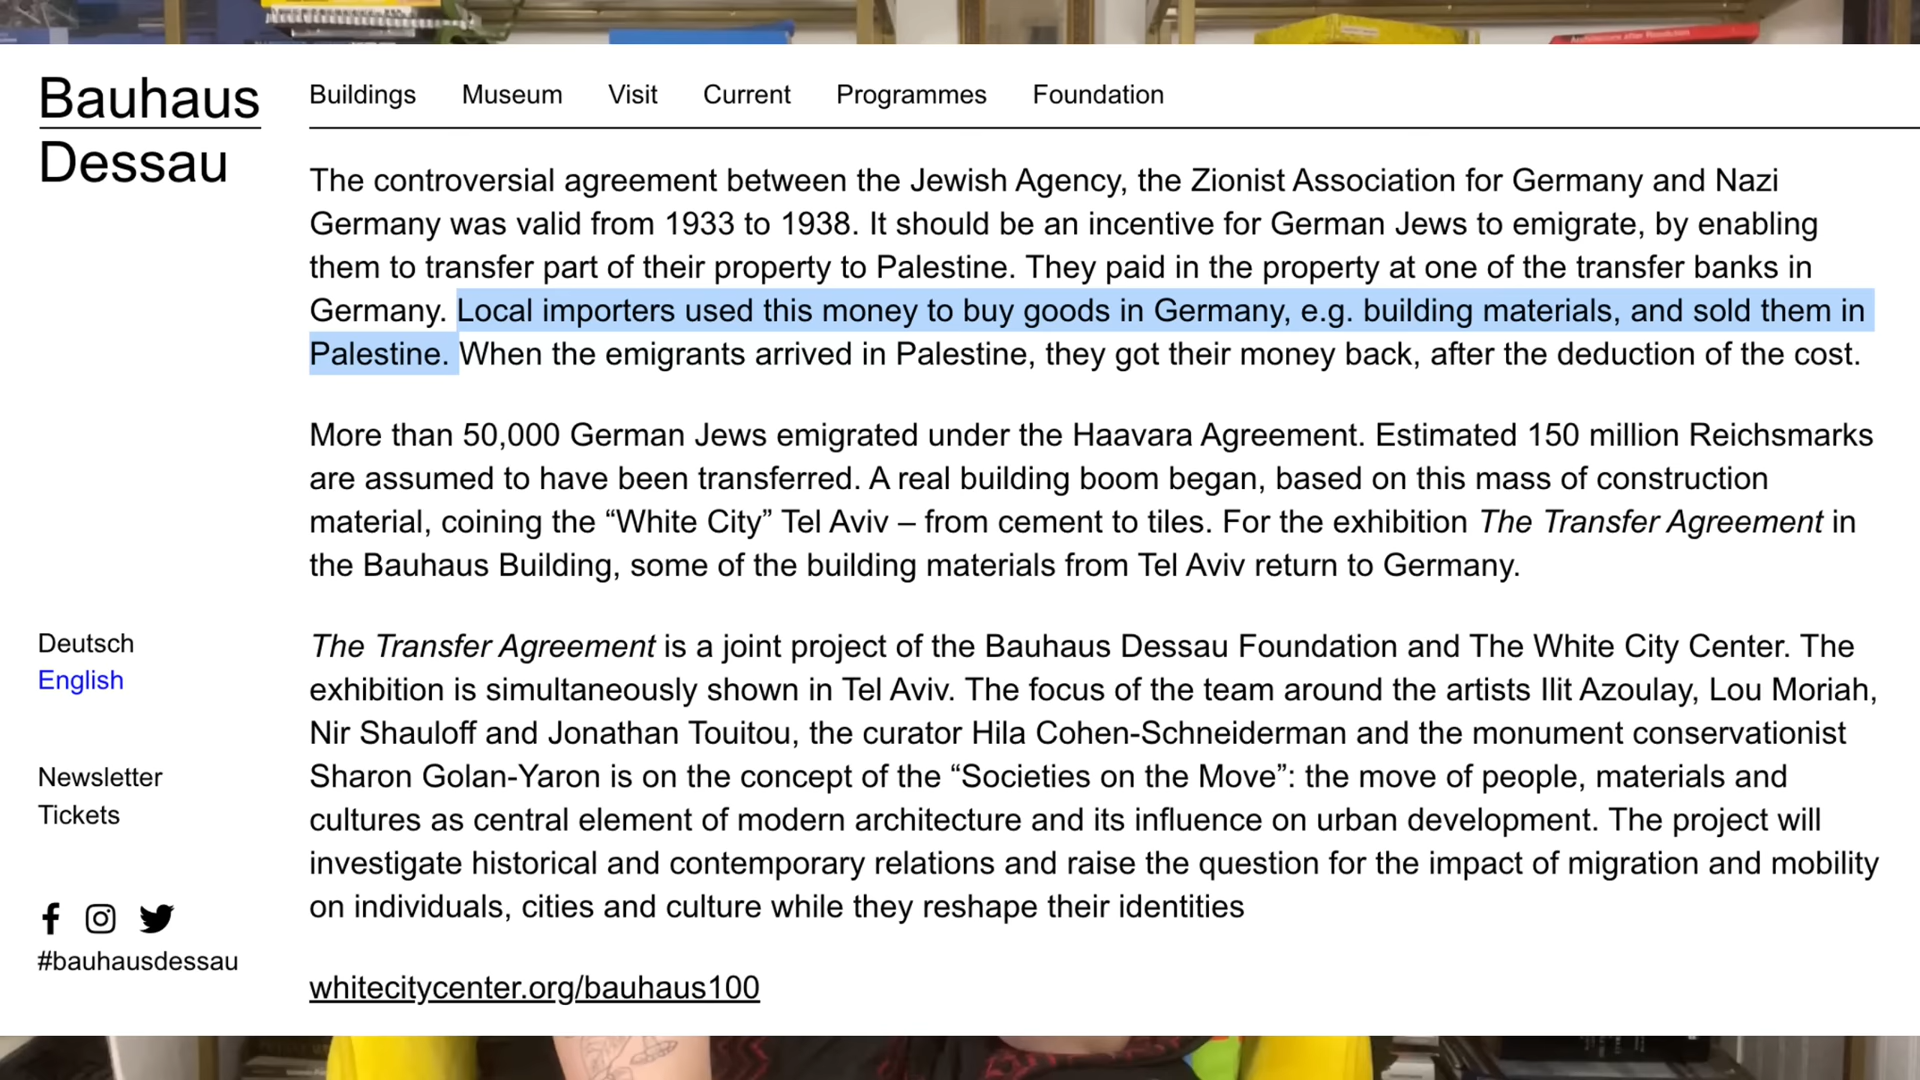 Architecture after Revolution
Bauhaus
Dessau
Buildings Museum Visit Current Programmes Foundation
The controversial agreement between the Jewish Agency, the Zionist Association for Germany and Nazi
Germany was valid from 1933 to 1938. It should be an incentive for German Jews to emigrate, by enabling
them to transfer part of their property to Palestine. They paid in the property at one of the transfer banks in
Germany. Local importers used this money to buy goods in Germany, e.g. building materials, and sold them in
Palestine. When the emigrants arrived in Palestine, they got their money back, after the deduction of the cost.
More than 50,000 German Jews emigrated under the Haavara Agreement. Estimated 150 million Reichsmarks
are assumed to have been transferred. A real building boom began, based on this mass of construction
material, coining the “White City” Tel Aviv – from cement to tiles. For the exhibition The Transfer Agreement in
the Bauhaus Building, some of the building materials from Tel Aviv return to Germany.
The Transfer Agreement is a joint project of the Bauhaus Dessau Foundation and The White City Center. The
exhibition is simultaneously shown in Tel Aviv. The focus of the team around the artists Ilit Azoulay, Lou Moriah,
Nir Shauloff and Jonathan Touitou, the curator Hila Cohen-Schneiderman and the monument conservationist
Sharon Golan-Yaron is on the concept of the “Societies on the Move”: the move of people, materials and
cultures as central element of modern architecture and its influence on urban development. The project will
investigate historical and contemporary relations and raise the question for the impact of migration and mobility
on individuals, cities and culture while they reshape their identities
whitecitycenter.org/bauhaus100
Deutsch
English
Newsletter
Tickets
#bauhausdessau